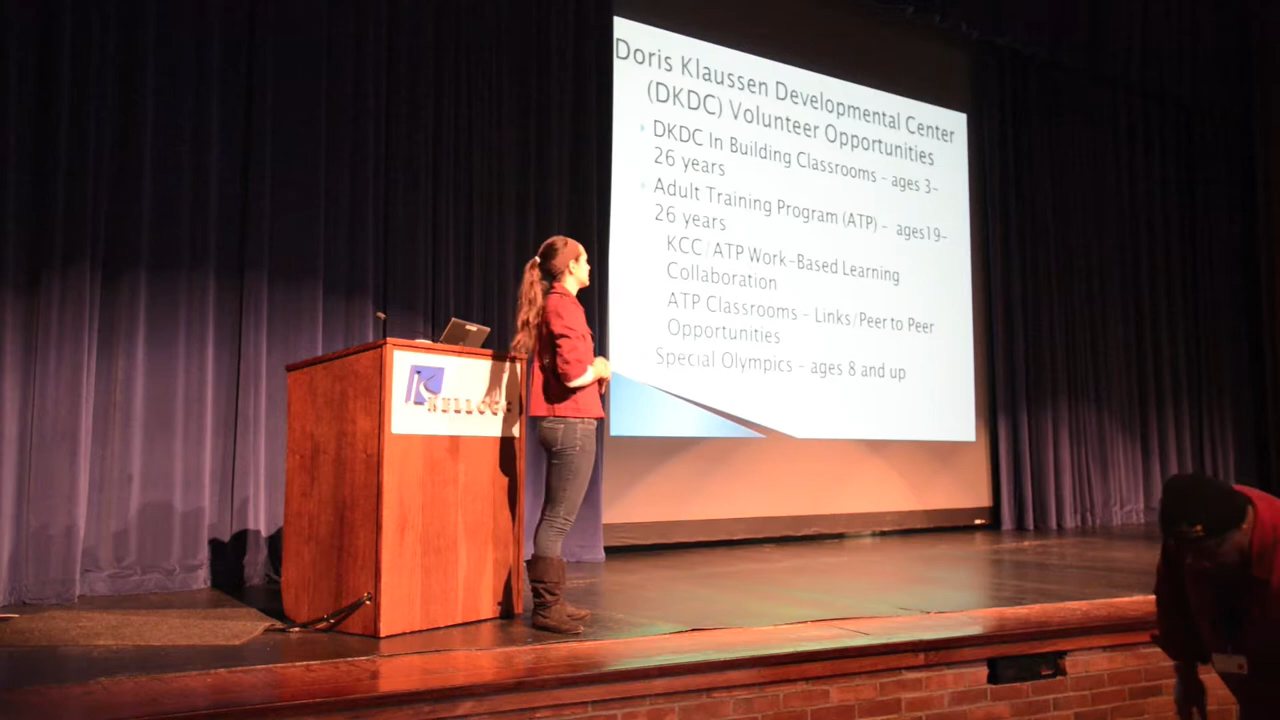 Doris Klaussen Developmental Center
(DKDC) Volunteer Opportunities
DKDC In Building Classrooms - ages 3-
26 years
Adult Training Program (ATP) - ages19-
26 years
KCC/ATP Work-Based Learning
Collaboration
ATP Classrooms - Links/Peer to Peer
Opportunities
Special Olympics - ages 8 and up
K
KELLOGG